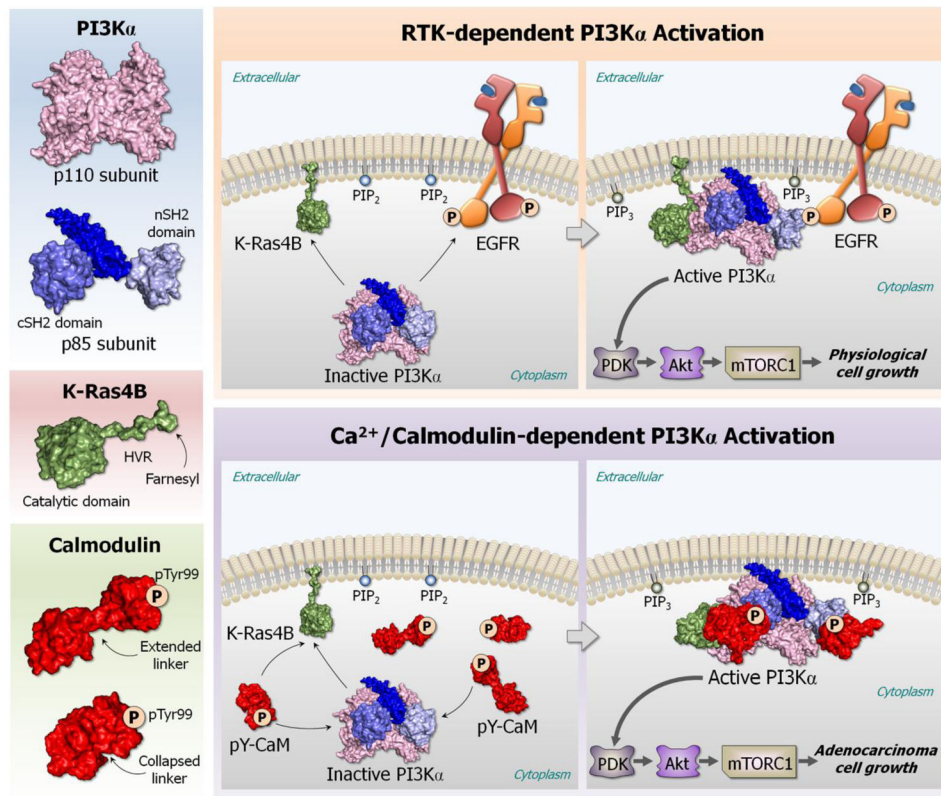 PI3Kα
p110 subunit
nSH2
domain
cSH2 domain
p85 subunit
K-Ras4B
HVR
Farnesyl
Catalytic domain
Calmodulin
pTyr99
P
Extended
linker
P
pTyr99
Collapsed
linker
RTK-dependent PI3Kα Activation
Extracellular
PIP2
PIP2
K-Ras4B
P
P
EGFR
Inactive PI3Kα
Cytoplasm
Extracellular
PIP3
PIP3
P
P
EGFR
Active PI3Kα
Cytoplasm
PDK
Akt
mTORC1
Physiological
cell growth
Ca2+/Calmodulin-dependent PI3Kα Activation
Extracellular
PIP2
PIP2
K-Ras4B
P
P
P
P
pY-CaM
pY-CaM
Inactive PI3Kα
Cytoplasm
Extracellular
PIP3
PIP3
P
P
Active PI3Kα
Cytoplasm
PDK
Akt
mTORC1
Adenocarcinoma
cell growth